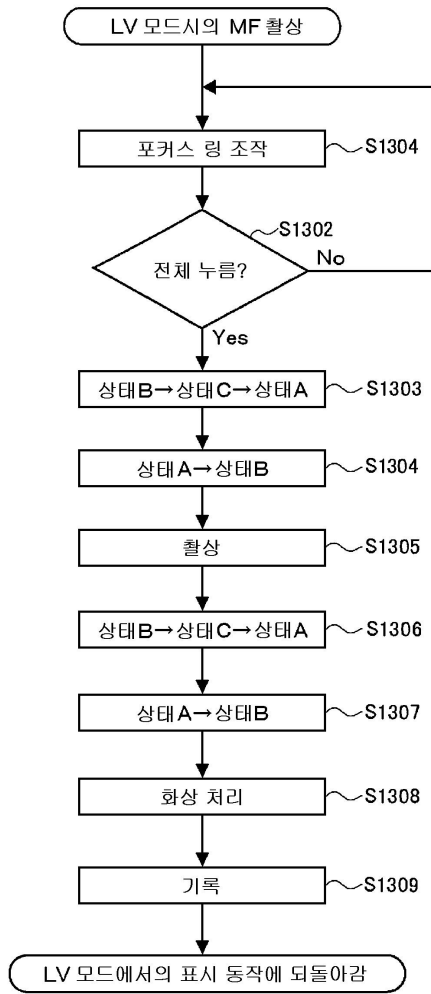 LV 모드시의 MF 촬상
포커스 링 조작
S1304
S1302
전체 누름?
No
Yes
상태B→상태C→상태A
S1303
상태A→상태B
S1304
촬상
S1305
상태B→상태C→상태A
S1306
상태A→상태B
S1307
화상 처리
S1308
기록
S1309
LV 모드에서의 표시 동작에 되돌아감